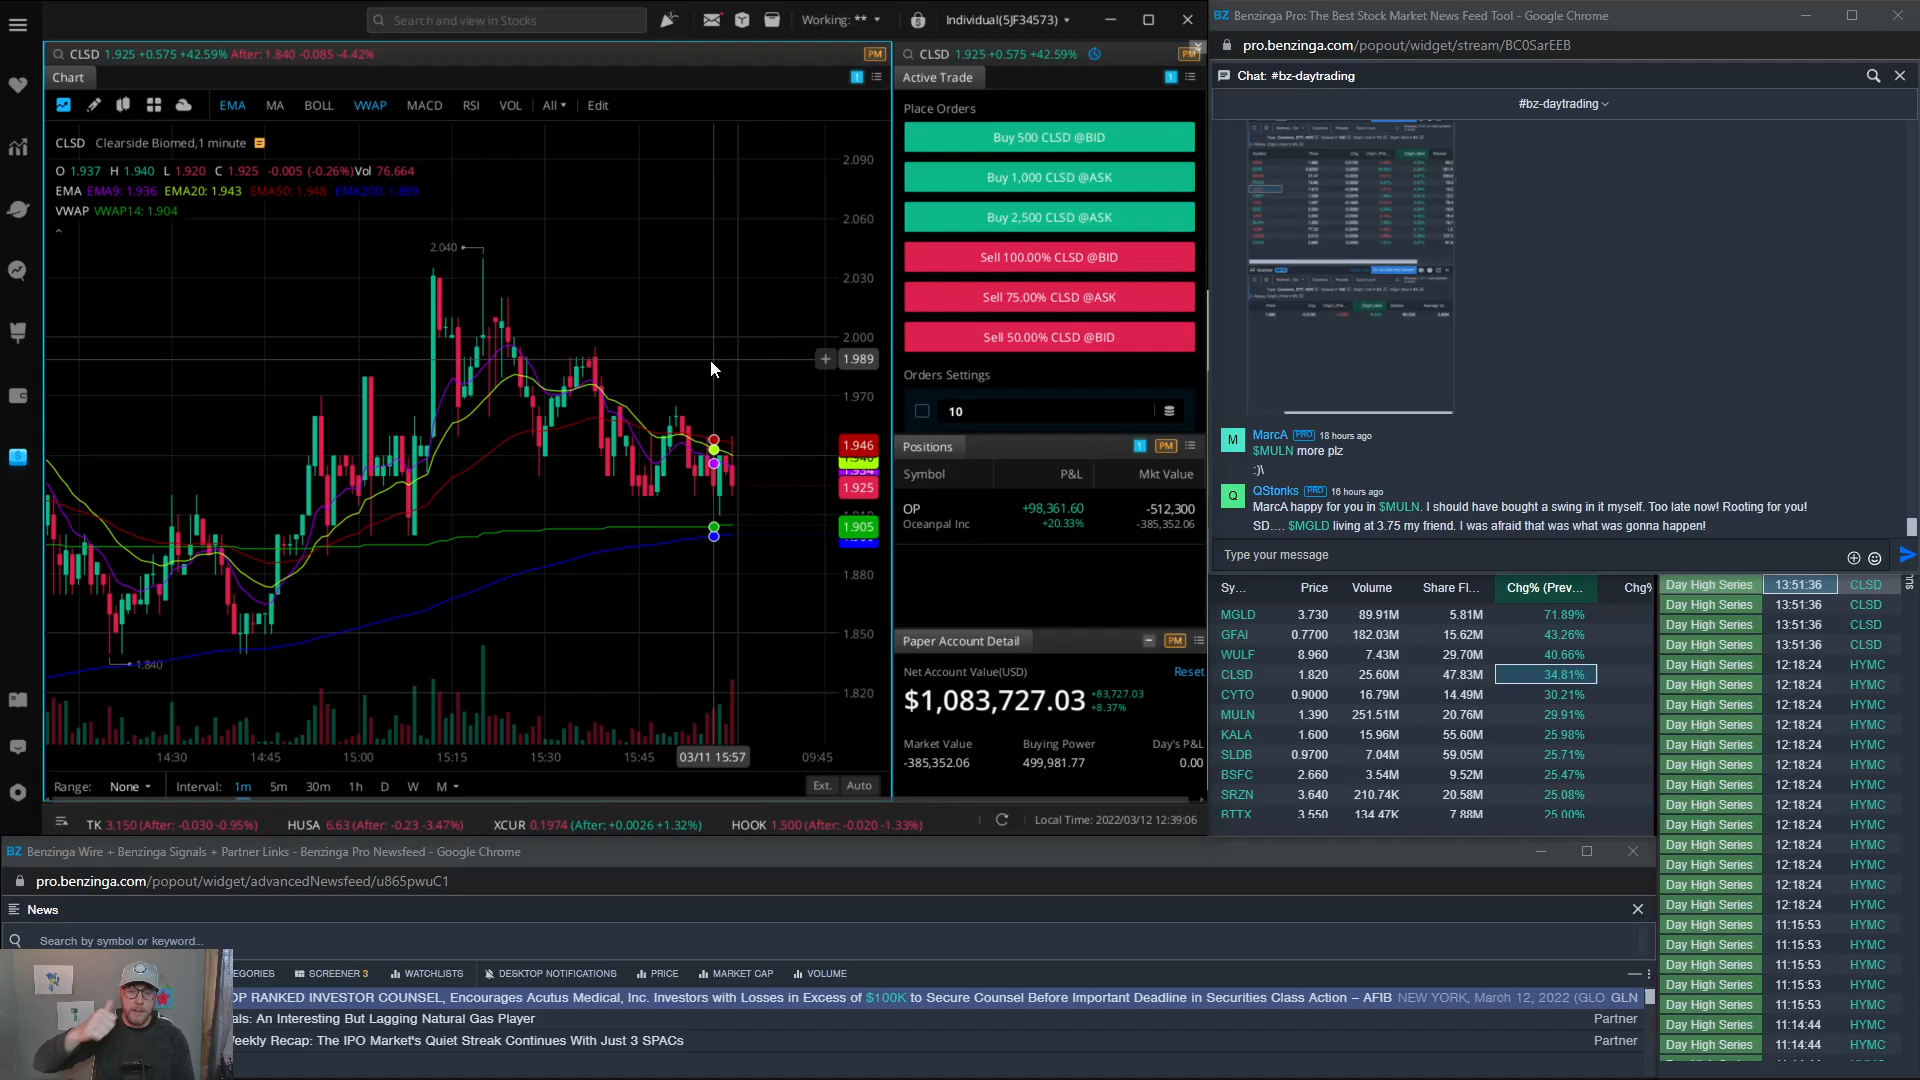 Search and view in Stocks
Working: **
Individual(5JF34573)
CLSD 1.925 +0.575 +42.59% After: 1.840 -0.085 -4.42%
PM
Chart
1
EMA MA BOLL VWAP MACD RSI VOL All Edit
CLSD Clearside Biomed,1 minute
O 1.937 H 1.940 L 1.920 C 1.925 -0.005 (-0.26%)Vol 76,664
EMA EMA9: 1.936 EMA20: 1.943 EMA50: 1.948 EMA200: 1.899
VWAP VWAP14: 1.904
2.090
2.060
2.040
2.030
2.000
1.989
1.970
1.946
1.925
1.905
1.880
1.850
1.840
1.820
14:30 14:45 15:00 15:15 15:30 15:45 03/11 15:57 09:45
Range: None Interval: 1m 5m 30m 1h D W M Ext. Auto
CLSD 1.925 +0.575 +42.59%
PM
Active Trade
1
Place Orders
Buy 500 CLSD @BID
Buy 1,000 CLSD @ASK
Buy 2,500 CLSD @ASK
Sell 100.00% CLSD @BID
Sell 75.00% CLSD @ASK
Sell 50.00% CLSD @BID
Orders Settings
10
Positions
1 PM
Symbol P&L Mkt Value
OP +98,361.60 -512,300
Oceanpal Inc +20.33% -385,352.06
Paper Account Detail
PM
Net Account Value(USD) Reset
$1,083,727.03 +83,727.03
+8.37%
Market Value Buying Power Day's P&L
-385,352.06 499,981.77 0.00
TK 3.150 (After: -0.030 -0.95%) HUSA 6.63 (After: -0.23 -3.47%) XCUR 0.1974 (After: +0.0026 +1.32%) HOOK 1.500 (After: -0.020 -1.33%)
Local Time: 2022/03/12 12:39:06
BZ Benzinga Pro: The Best Stock Market News Feed Tool - Google Chrome
pro.benzinga.com/popout/widget/stream/BC0SarEEB
Chat: #bz-daytrading
#bz-daytrading
M MarcA PRO 18 hours ago
$MULN more plz
:)\
Q QStonks PRO 16 hours ago
MarcA happy for you in $MULN. I should have bought a swing in it myself. Too late now! Rooting for you!
SD.... $MGLD living at 3.75 my friend. I was afraid that was what was gonna happen!
Type your message
Sy... Price Volume Share Fl... Chg% (Prev... Chg%
MGLD 3.730 89.91M 5.81M 71.89%
GFAI 0.7700 182.03M 15.62M 43.26%
WULF 8.960 7.43M 29.70M 40.66%
CLSD 1.820 25.60M 47.83M 34.81%
CYTO 0.9000 16.79M 14.49M 30.21%
MULN 1.390 251.51M 20.76M 29.91%
KALA 1.600 15.96M 55.60M 25.98%
SLDB 0.9700 7.04M 59.05M 25.71%
BSFC 2.660 3.54M 9.52M 25.47%
SRZN 3.640 210.74K 20.58M 25.08%
BTTX 3.550 134.47K 7.88M 25.00%
Day High Series 13:51:36 CLSD
Day High Series 13:51:36 CLSD
Day High Series 13:51:36 CLSD
Day High Series 13:51:36 CLSD
Day High Series 12:18:24 HYMC
Day High Series 12:18:24 HYMC
Day High Series 12:18:24 HYMC
Day High Series 12:18:24 HYMC
Day High Series 12:18:24 HYMC
Day High Series 12:18:24 HYMC
Day High Series 12:18:24 HYMC
Day High Series 12:18:24 HYMC
Day High Series 12:18:24 HYMC
Day High Series 12:18:24 HYMC
Day High Series 12:18:24 HYMC
Day High Series 12:18:24 HYMC
Day High Series 12:18:24 HYMC
Day High Series 11:15:53 HYMC
Day High Series 11:15:53 HYMC
Day High Series 11:15:53 HYMC
Day High Series 11:15:53 HYMC
Day High Series 11:15:53 HYMC
Day High Series 11:14:44 HYMC
Day High Series 11:14:44 HYMC
BZ Benzinga Wire + Benzinga Signals + Partner Links - Benzinga Pro Newsfeed - Google Chrome
pro.benzinga.com/popout/widget/advancedNewsfeed/u865pwuC1
News
Search by symbol or keyword...
EGORIES SCREENER 3 WATCHLISTS DESKTOP NOTIFICATIONS PRICE MARKET CAP VOLUME
OP RANKED INVESTOR COUNSEL, Encourages Acutus Medical, Inc. Investors with Losses in Excess of $100K to Secure Counsel Before Important Deadline in Securities Class Action – AFIB NEW YORK, March 12, 2022 (GLO GLN
als: An Interesting But Lagging Natural Gas Player Partner
eekly Recap: The IPO Market's Quiet Streak Continues With Just 3 SPACs Partner